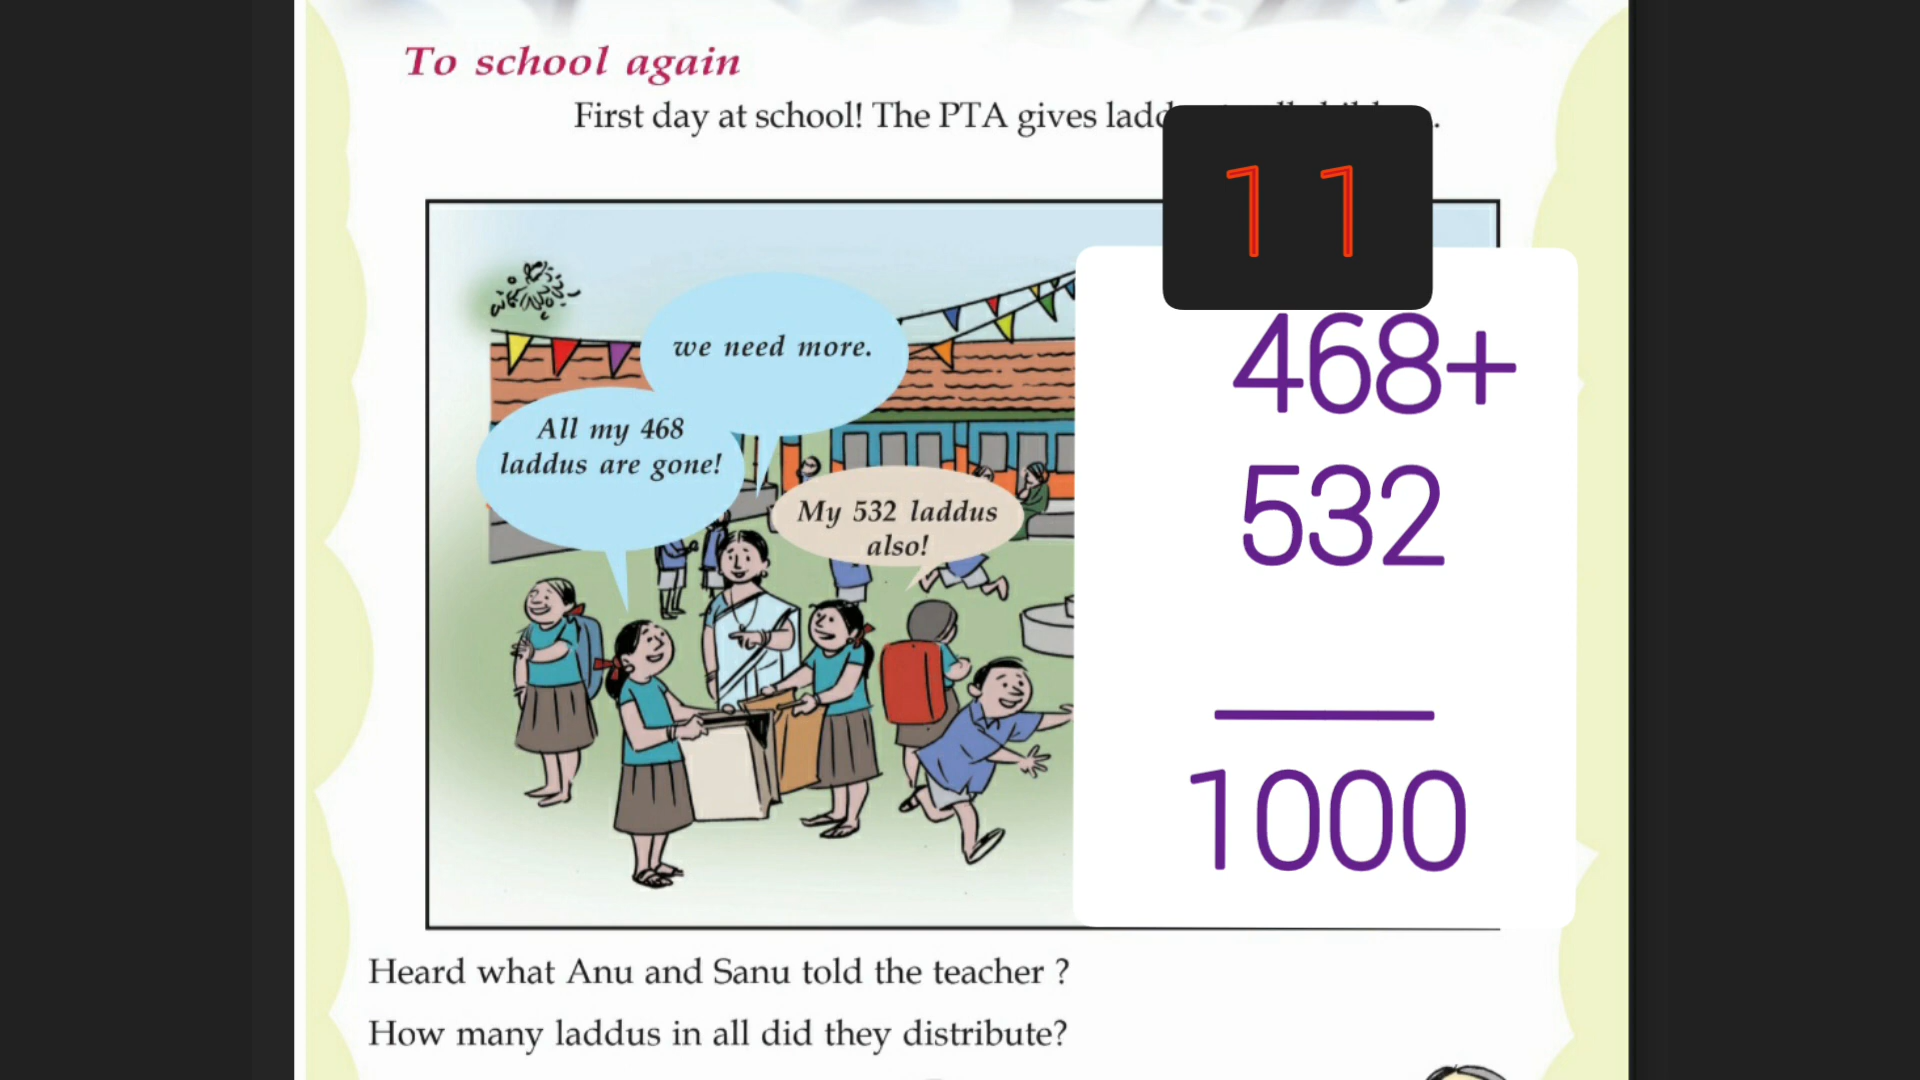 To school again
First day at school! The PTA gives
1 1
we need more.
All my 468
laddus are gone!
My 532 laddus
also!
468+
532
1000
Heard what Anu and Sanu told the teacher ?
How many laddus in all did they distribute?